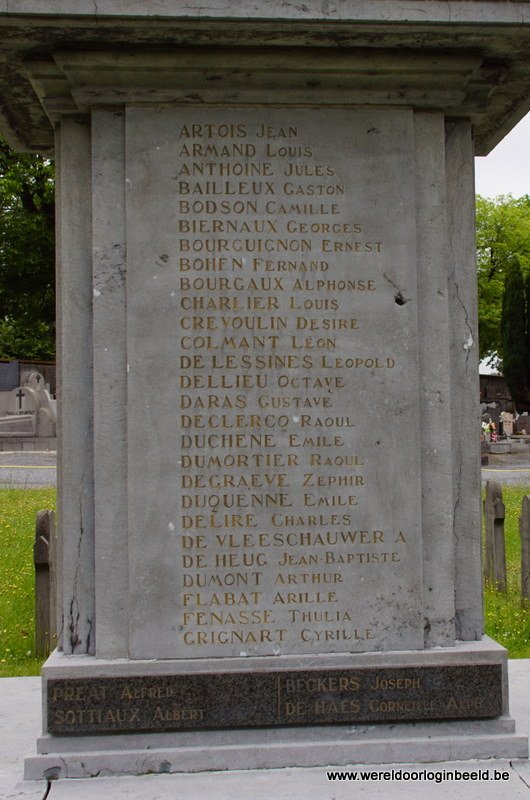 ARTOIS JEAN
ARMAND LOUIS
ANTHOINE JULES
BAILLEUX GASTON
BODSON CAMILLE
BIERNAUX GEORGES
BOURGUIGNON ERNEST
BOHEN FERNAND
BOURGAUX ALPHONSE
CHARLIER LOUIS
CREVOULIN DESIRE
COLMANT LÉON
DE LESSINES LEOPOLD
DELLIEU OCTAVE
DARAS GUSTAVE
DECLERCQ RAOUL
DUCHENE EMILE
DUMORTIER RAOUL
DEGRAEVE ZEPHIR
DUQUENNE EMILE
DELIRE CHARLES
DE VLEESCHAUWER A.
DE HEUG JEAN-BAPTISTE
DUMONT ARTHUR
FLABAT ARILLE
FENASSE THULIA
GRIGNART CYRILLE
PREAT ALFRED
SOTTIAUX ALBERT
BECKERS JOSEPH
DE HAES
www.wereldoorloginbeeld.be